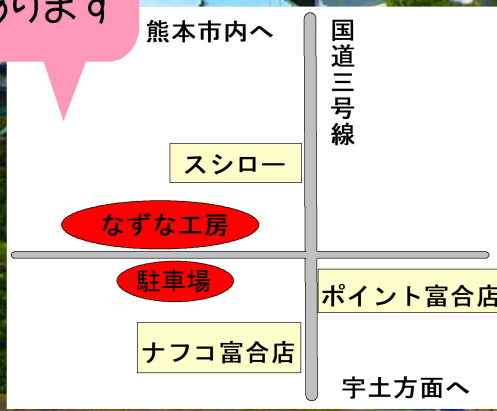 あります
熊本市内へ
国道三号線
スシロー
なずな工房
駐車場
ポイント富合店
ナフコ富合店
宇土方面へ